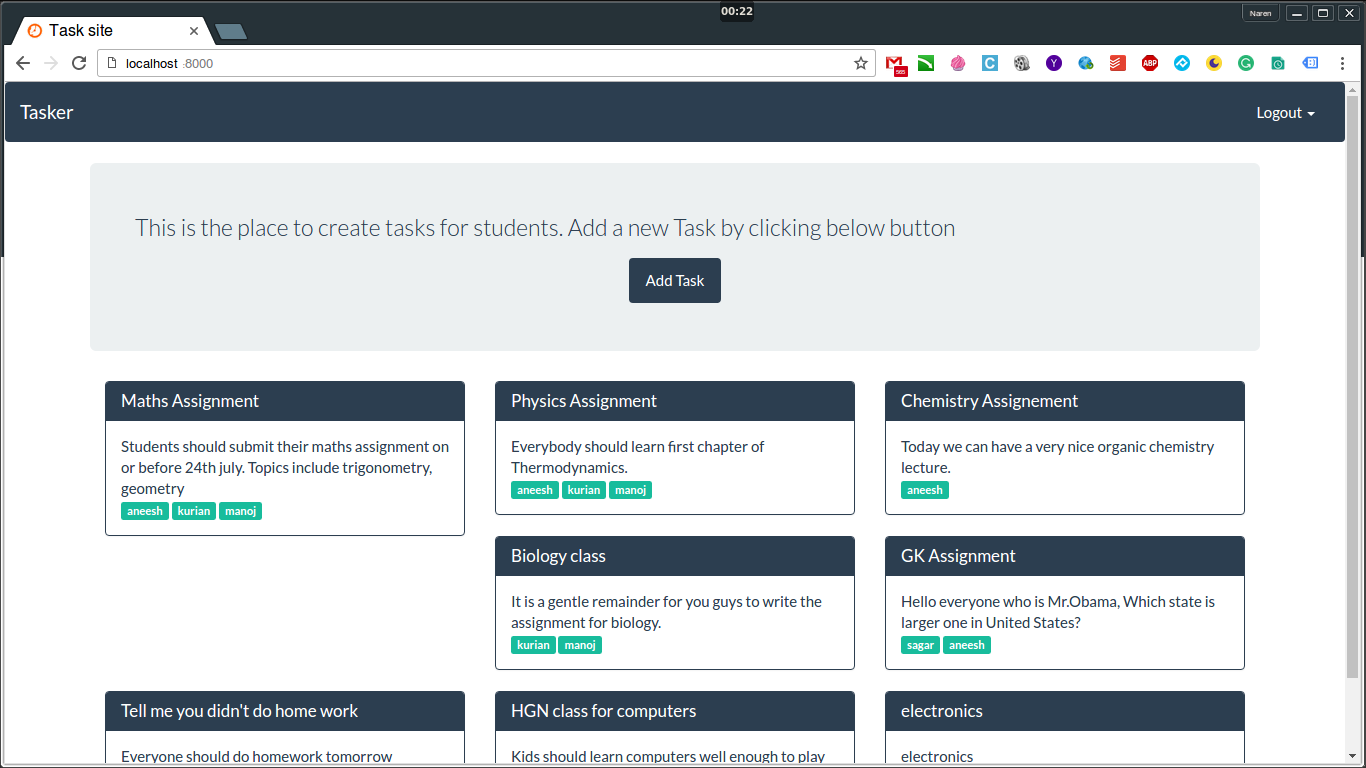 00:22
Naren
Task site
localhost:8000
565
C
Y
ABP
G
Tasker
Logout
This is the place to create tasks for students. Add a new Task by clicking below button
Add Task
Maths Assignment
Students should submit their maths assignment on
or before 24th july. Topics include trigonometry,
geometry
aneesh kurian manoj
Physics Assignment
Everybody should learn first chapter of
Thermodynamics.
aneesh kurian manoj
Chemistry Assignement
Today we can have a very nice organic chemistry
lecture.
aneesh
Biology class
It is a gentle remainder for you guys to write the
assignment for biology.
kurian manoj
GK Assignment
Hello everyone who is Mr.Obama, Which state is
larger one in United States?
sagar aneesh
Tell me you didn't do home work
Everyone should do homework tomorrow
HGN class for computers
Kids should learn computers well enough to play
electronics
electronics